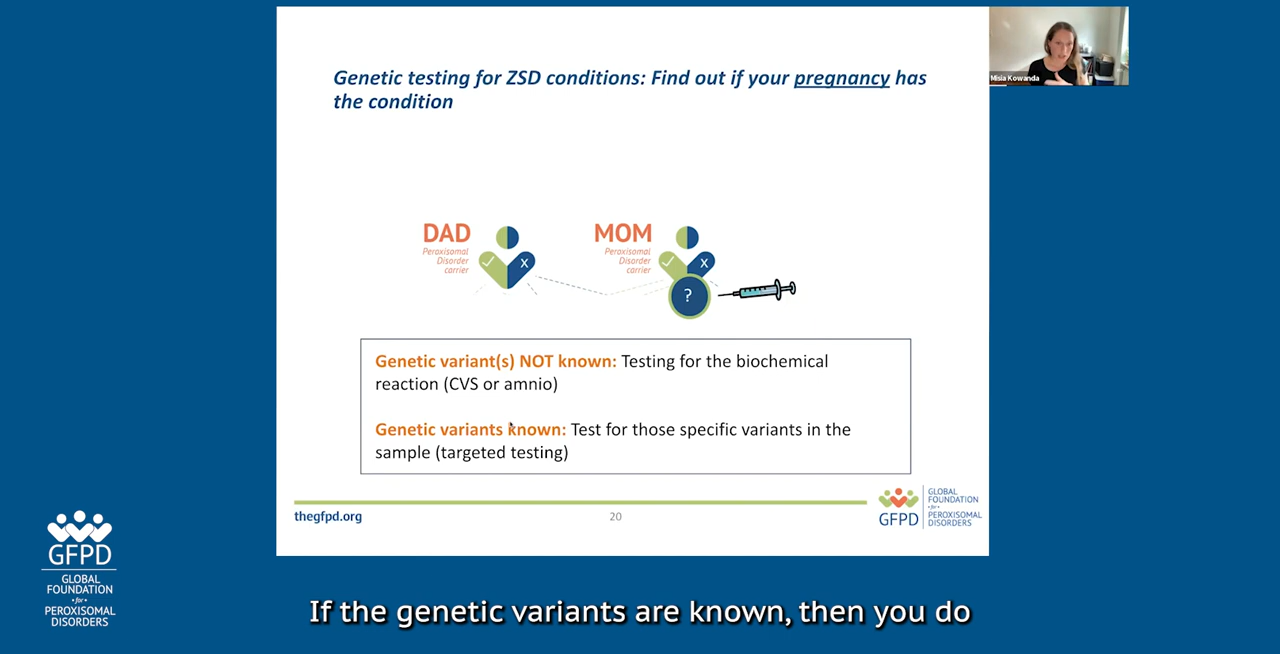 Misia Kowanda
Genetic testing for ZSD conditions: Find out if your pregnancy has
the condition
DAD
Peroxisomal
Disorder
carrier
X
MOM
Peroxisomal
Disorder
carrier
X
?
Genetic variant(s) NOT known: Testing for the biochemical
reaction (CVS or amnio)
Genetic variants known: Test for those specific variants in the
sample (targeted testing)
thegfpd.org
20
GFPD
GLOBAL
FOUNDATION
for
PEROXISOMAL
DISORDERS
GFPD
GLOBAL
FOUNDATION
for
PEROXISOMAL
DISORDERS
If the genetic variants are known, then you do